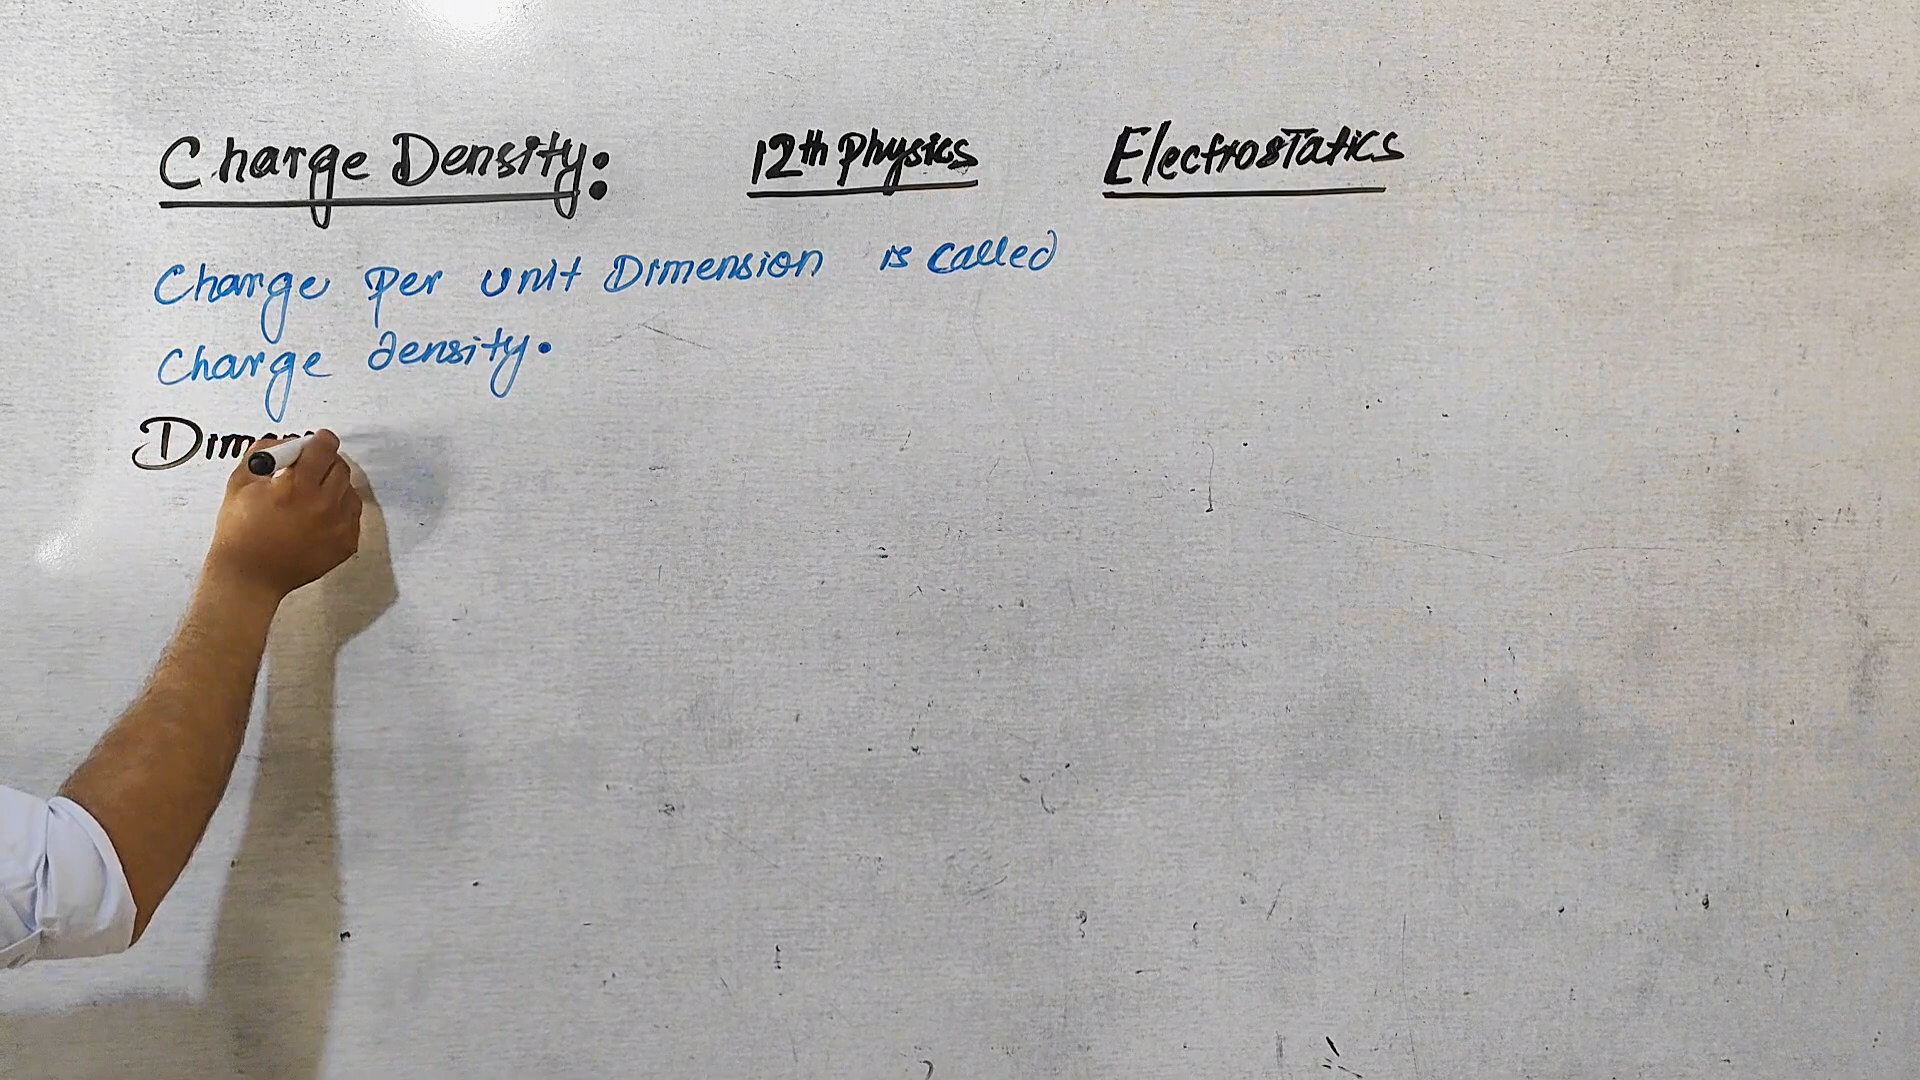 Charge Density: 12th Physics Electrostatics
Charge Per unit Dimension is called
Charge density.